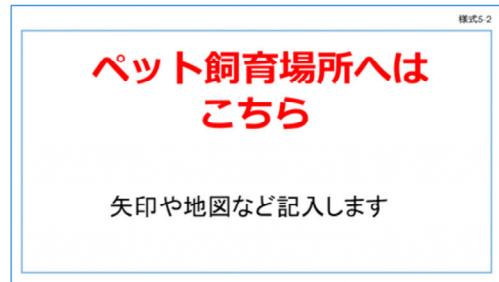 様式5-2
ペット飼育場所へは
こちら
矢印や地図など記入します